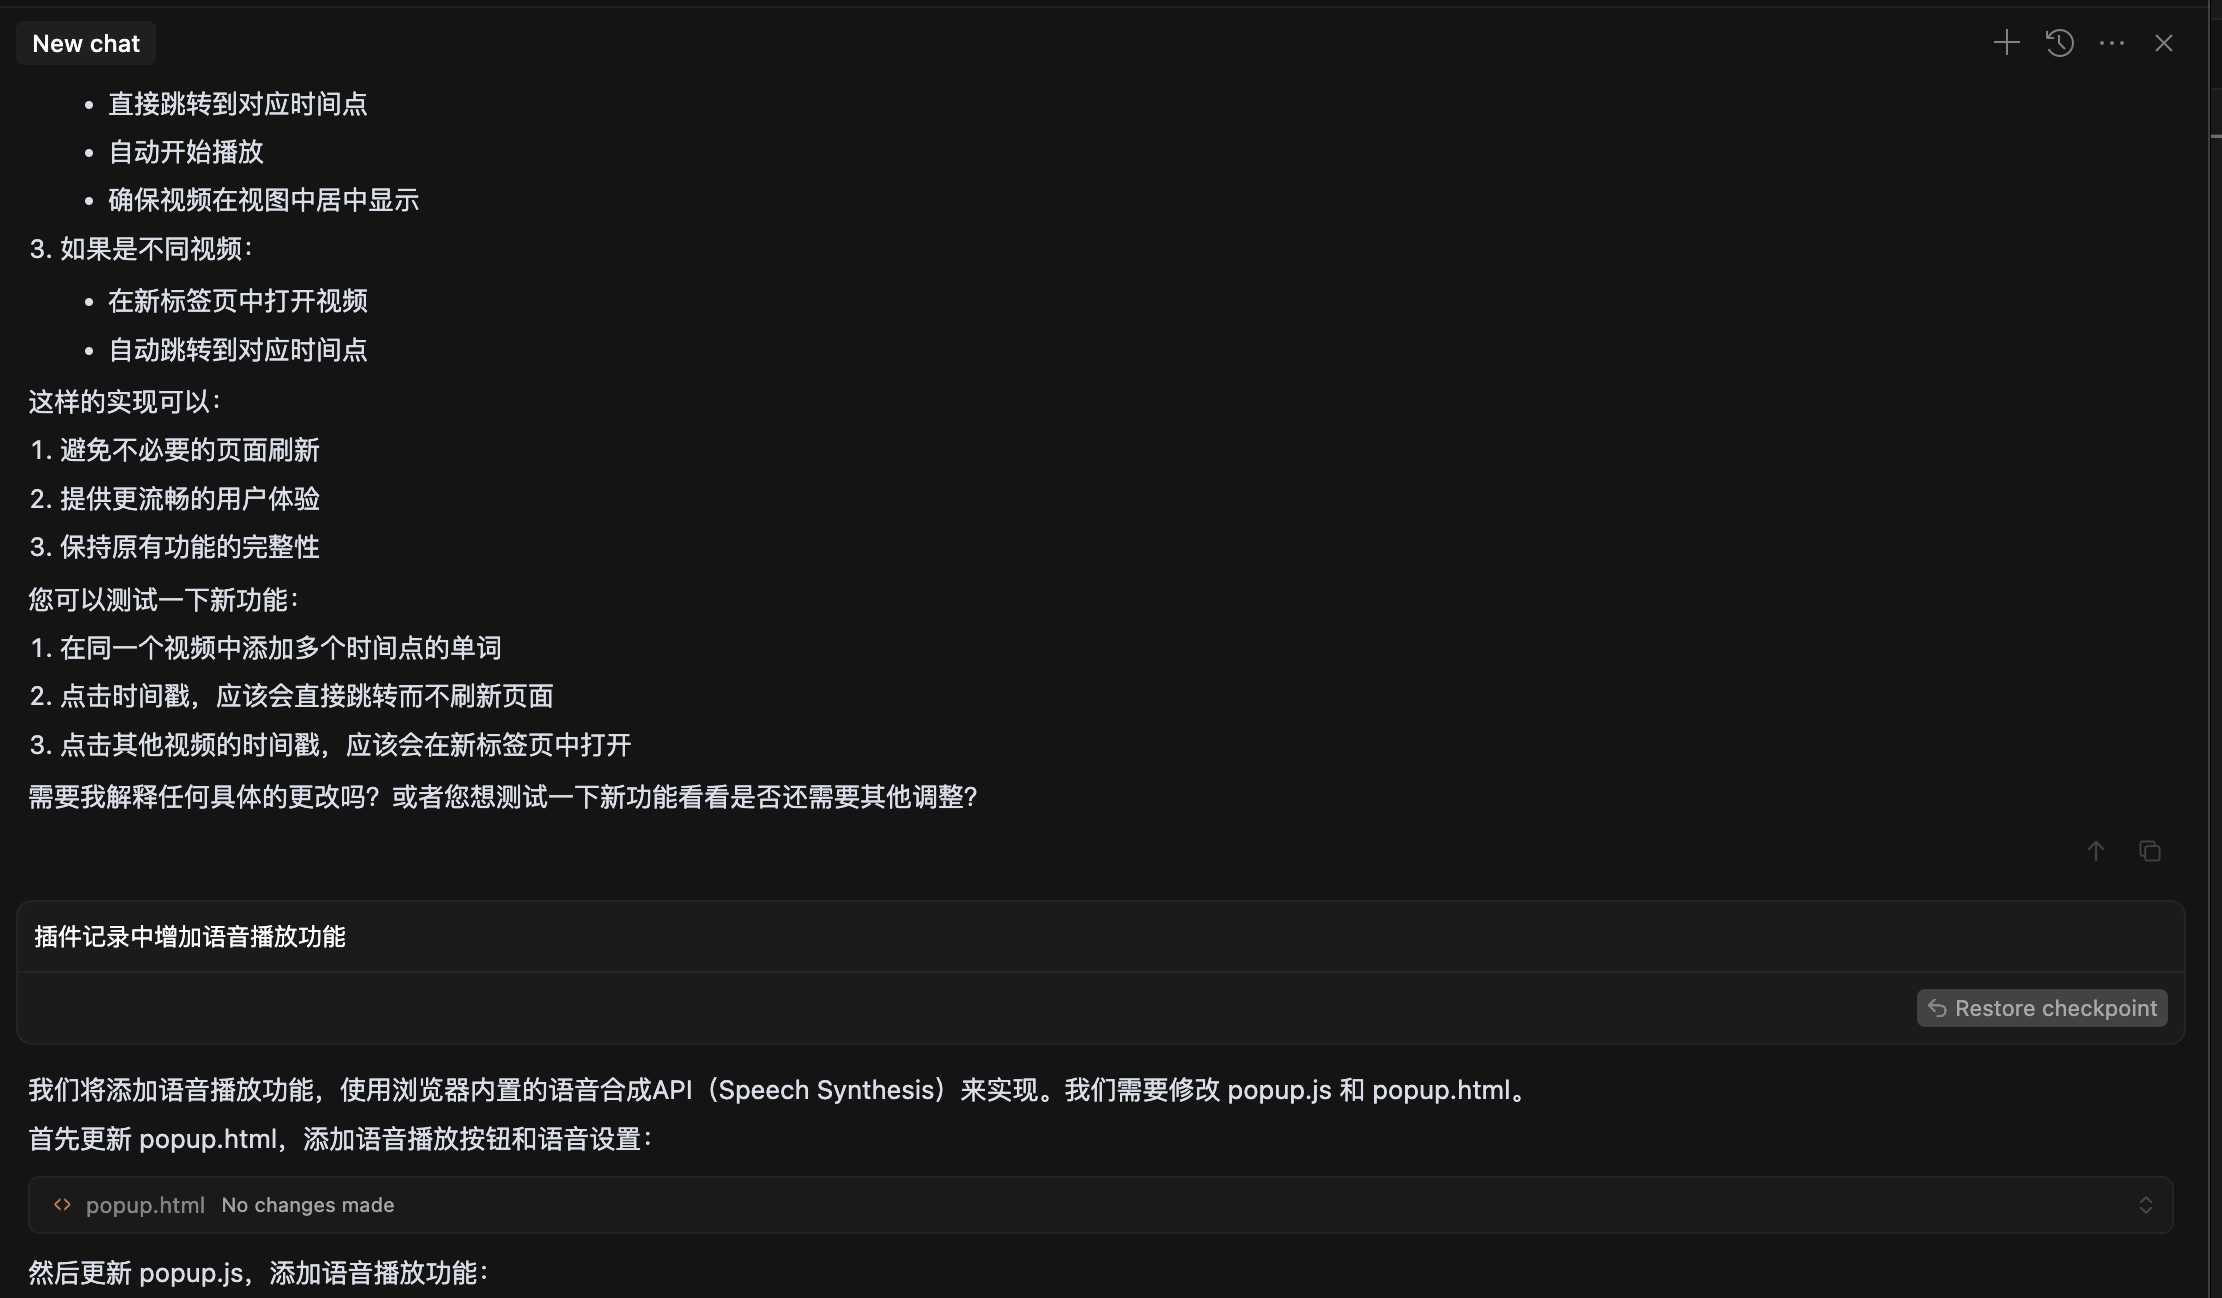 New chat
• 直接跳转到对应时间点
• 自动开始播放
• 确保视频在视图中居中显示
3. 如果是不同视频：
• 在新标签页中打开视频
• 自动跳转到对应时间点
这样的实现可以：
1. 避免不必要的页面刷新
2. 提供更流畅的用户体验
3. 保持原有功能的完整性
您可以测试一下新功能：
1. 在同一个视频中添加多个时间点的单词
2. 点击时间戳，应该会直接跳转而不刷新页面
3. 点击其他视频的时间戳，应该会在新标签页中打开
需要我解释任何具体的更改吗？或者您想测试一下新功能看看是否还需要其他调整？
插件记录中增加语音播放功能
Restore checkpoint
我们将添加语音播放功能，使用浏览器内置的语音合成API（Speech Synthesis）来实现。我们需要修改 popup.js 和 popup.html。
首先更新 popup.html，添加语音播放按钮和语音设置：
<> popup.html No changes made
然后更新 popup.js，添加语音播放功能：